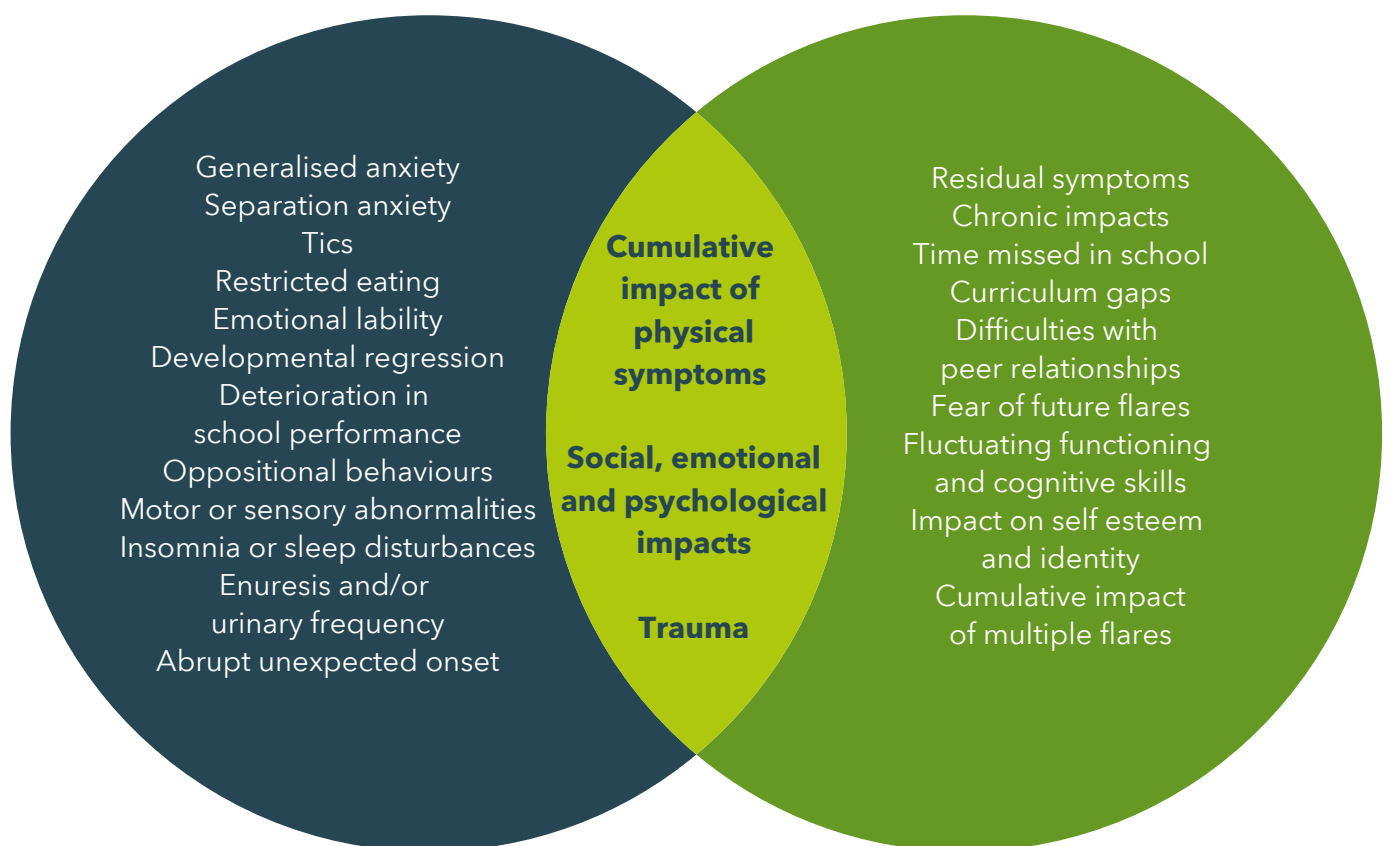 Generalised anxiety
Separation anxiety
Tics
Restricted eating
Emotional lability
Developmental regression
Deterioration in
school performance
Oppositional behaviours
Motor or sensory abnormalities
Insomnia or sleep disturbances
Enuresis and/or
urinary frequency
Abrupt unexpected onset
Cumulative
impact of
physical
symptoms
Social, emotional
and psychological
impacts
Trauma
Residual symptoms
Chronic impacts
Time missed in school
Curriculum gaps
Difficulties with
peer relationships
Fear of future flares
Fluctuating functioning
and cognitive skills
Impact on self esteem
and identity
Cumulative impact
of multiple flares